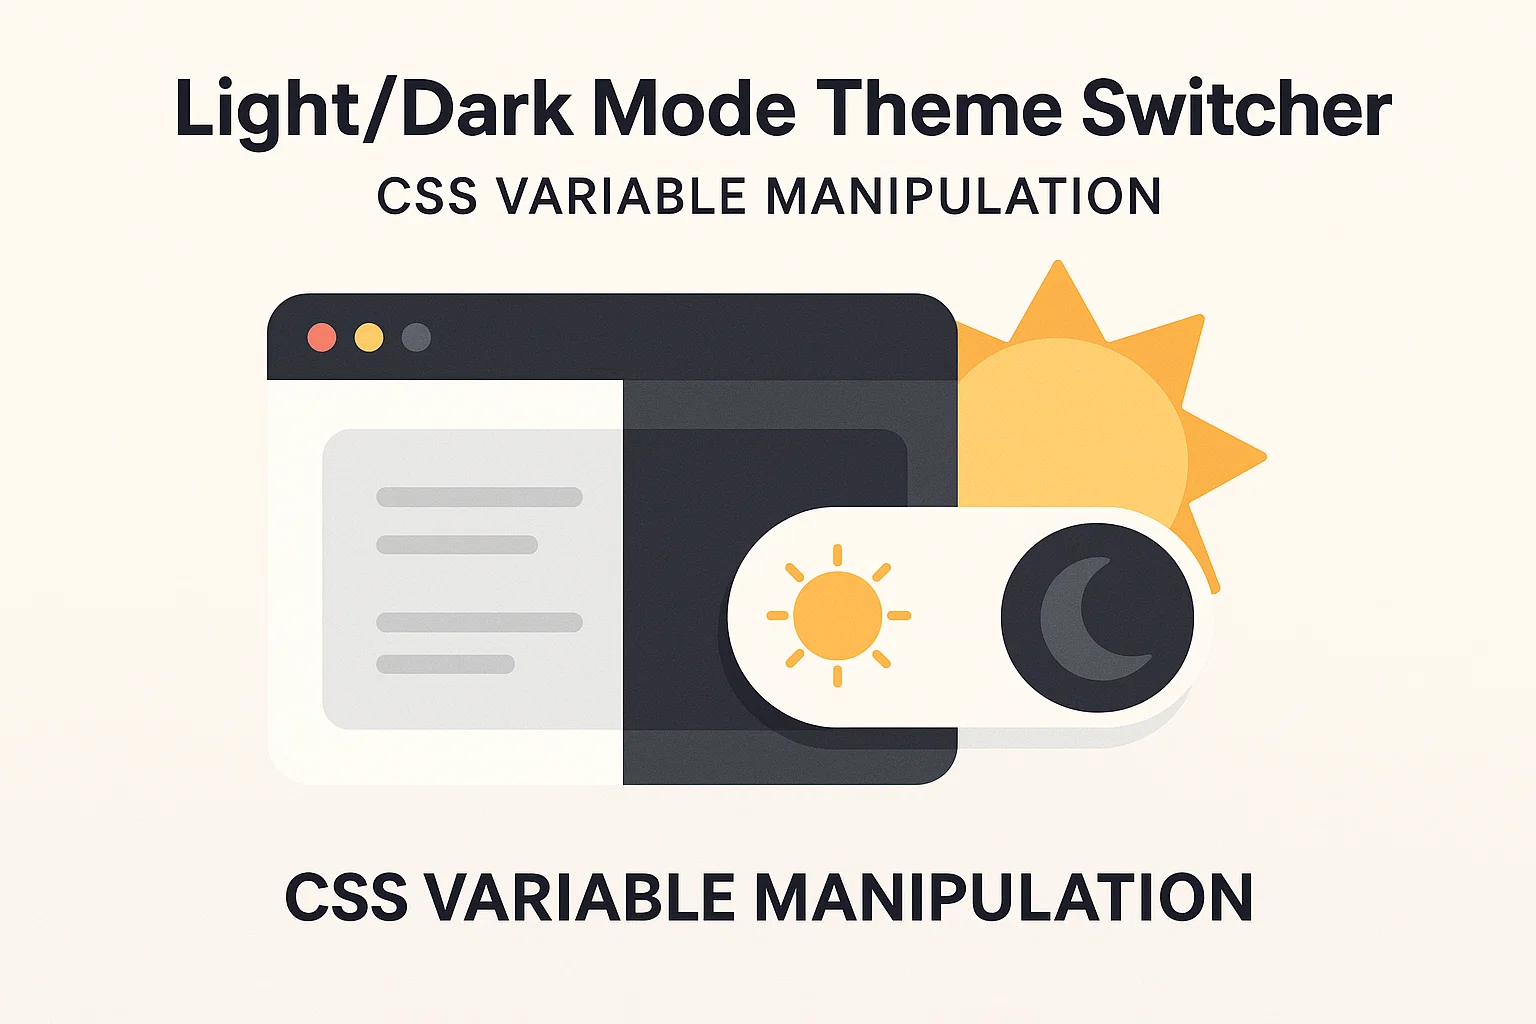 Light/Dark Mode Theme Switcher
CSS VARIABLE MANIPULATION
CSS VARIABLE MANIPULATION